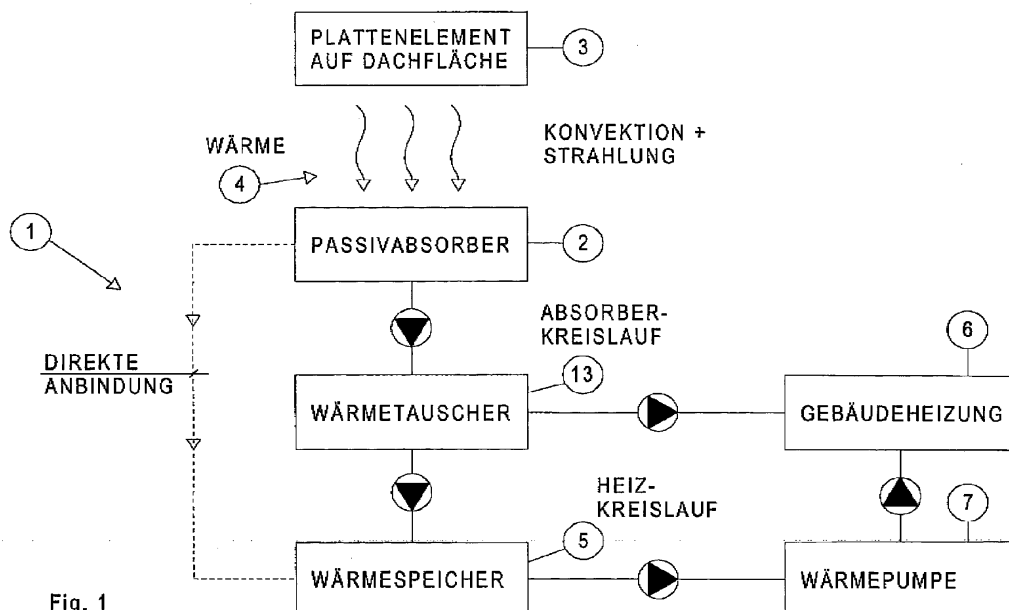 PLATTENELEMENT
AUF DACHFLÄCHE
3
KONVEKTION +
STRAHLUNG
WÄRME
4
1
PASSIVABSORBER
2
ABSORBER-
KREISLAUF
6
DIREKTE
ANBINDUNG
13
WÄRMETAUSCHER
GEBÄUDEHEIZUNG
HEIZ-
KREISLAUF
5
7
WÄRMESPEICHER
WÄRMEPUMPE
Fig. 1